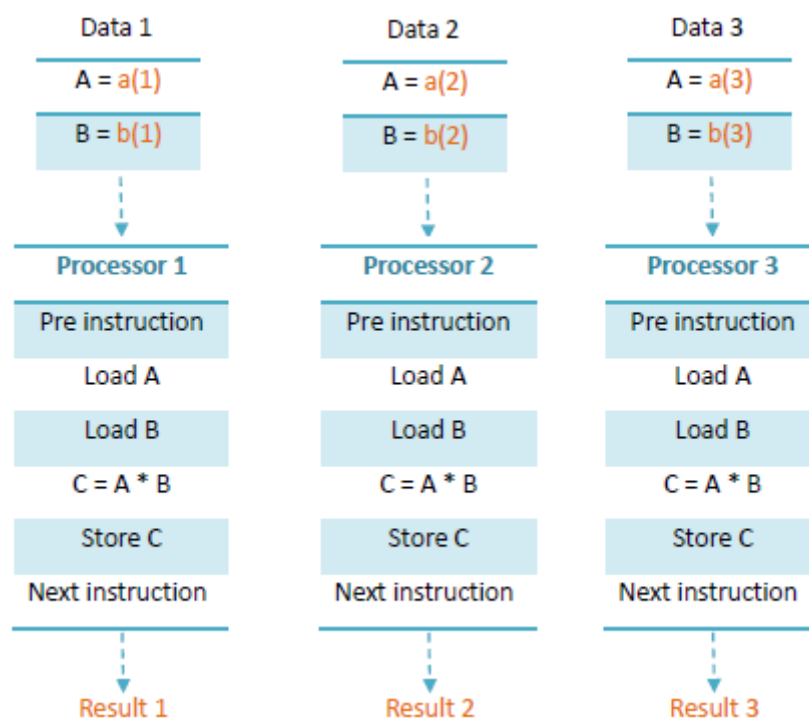 Data 1
A = a(1)
B = b(1)
Processor 1
Pre instruction
Load A
Load B
C = A * B
Store C
Next instruction
Result 1
Data 2
A = a(2)
B = b(2)
Processor 2
Pre instruction
Load A
Load B
C = A * B
Store C
Next instruction
Result 2
Data 3
A = a(3)
B = b(3)
Processor 3
Pre instruction
Load A
Load B
C = A * B
Store C
Next instruction
Result 3